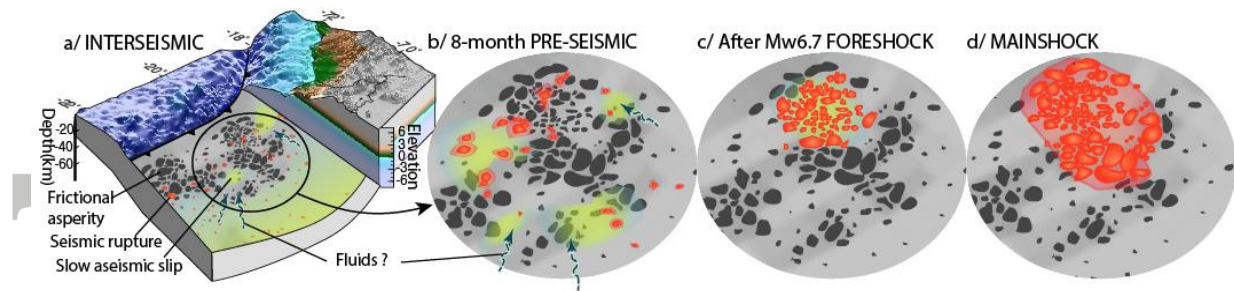 a/ INTERSEISMIC
b/ 8-month PRE-SEISMIC
c/ After Mw6.7 FORESHOCK
d/ MAINSHOCK
-72°
-70°
-18°
-20°
Depth(km)
-20
-40
-60
Elevation
6
3
0
-3
-6
Frictional
asperity
Seismic rupture
Slow aseismic slip
Fluids ?